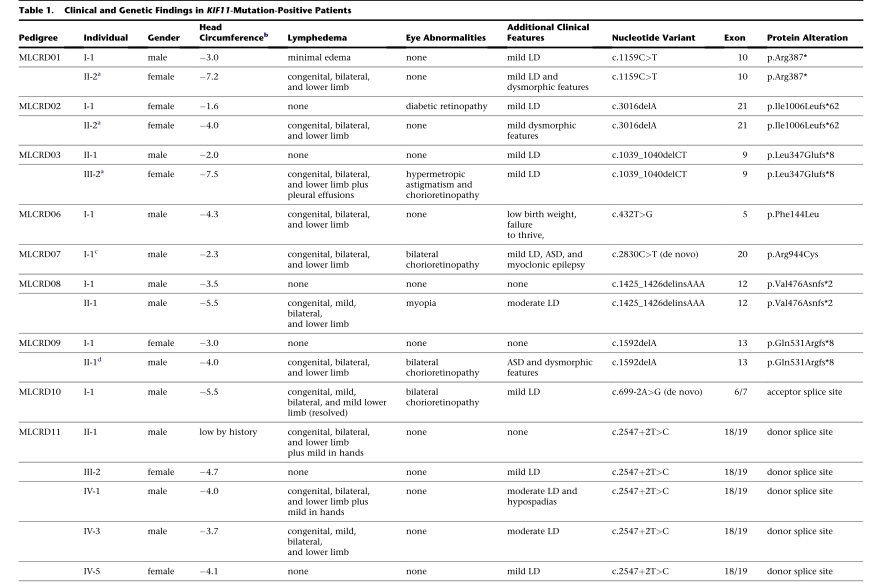 Table 1. Clinical and Genetic Findings in KIF11-Mutation-Positive Patients
Pedigree Individual Gender Head Circumference^b Lymphedema Eye Abnormalities Additional Clinical Features Nucleotide Variant Exon Protein Alteration
MLCRD01 I-1 male −3.0 minimal edema none mild LD c.1159C>T 10 p.Arg387*
II-2^a female −7.2 congenital, bilateral, and lower limb none mild LD and dysmorphic features c.1159C>T 10 p.Arg387*
MLCRD02 I-1 female −1.6 none diabetic retinopathy mild LD c.3016delA 21 p.Ile1006Leufs*62
II-2^a female −4.0 congenital, bilateral, and lower limb none mild dysmorphic features c.3016delA 21 p.Ile1006Leufs*62
MLCRD03 II-1 male −2.0 none none mild LD c.1039_1040delCT 9 p.Leu347Glufs*8
III-2^a female −7.5 congenital, bilateral, and lower limb plus pleural effusions hypermetropic astigmatism and chorioretinopathy mild LD c.1039_1040delCT 9 p.Leu347Glufs*8
MLCRD06 I-1 male −4.3 congenital, bilateral, and lower limb none low birth weight, failure to thrive, c.432T>G 5 p.Phe144Leu
MLCRD07 I-1^c male −2.3 congenital, bilateral, and lower limb bilateral chorioretinopathy mild LD, ASD, and myoclonic epilepsy c.2830C>T (de novo) 20 p.Arg944Cys
MLCRD08 I-1 male −3.5 none none none c.1425_1426delinsAAA 12 p.Val476Asnfs*2
II-1 male −5.5 congenital, mild, bilateral, and lower limb myopia moderate LD c.1425_1426delinsAAA 12 p.Val476Asnfs*2
MLCRD09 I-1 female −3.0 none none none c.1592delA 13 p.Gln531Argfs*8
II-1^d male −4.0 congenital, bilateral, and lower limb bilateral chorioretinopathy ASD and dysmorphic features c.1592delA 13 p.Gln531Argfs*8
MLCRD10 I-1 male −5.5 congenital, mild, bilateral, and mild lower limb (resolved) bilateral chorioretinopathy mild LD c.699-2A>G (de novo) 6/7 acceptor splice site
MLCRD11 II-1 male low by history congenital, bilateral, and lower limb plus mild in hands none none c.2547+2T>C 18/19 donor splice site
III-2 female −4.7 none none mild LD c.2547+2T>C 18/19 donor splice site
IV-1 male −4.0 congenital, bilateral, and lower limb plus mild in hands none moderate LD and hypospadias c.2547+2T>C 18/19 donor splice site
IV-3 male −3.7 congenital, mild, bilateral, and lower limb none moderate LD c.2547+2T>C 18/19 donor splice site
IV-5 female −4.1 none none mild LD c.2547+2T>C 18/19 donor splice site